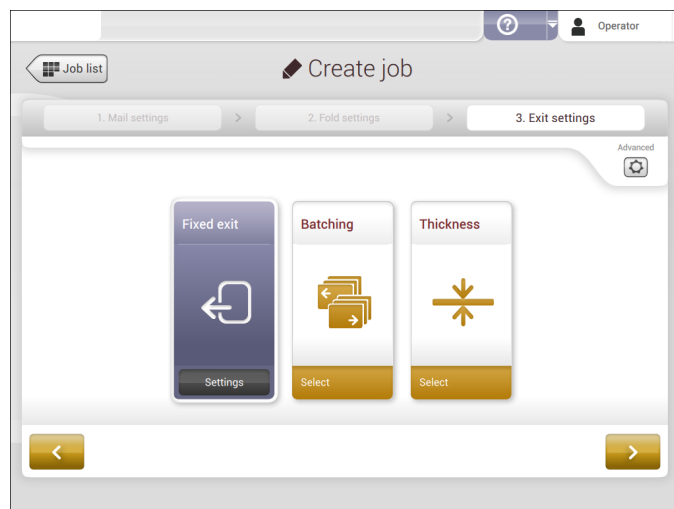 ?
Operator
Job list
Create job
1. Mail settings > 2. Fold settings > 3. Exit settings
Advanced
Fixed exit
Batching
Thickness
Settings
Select
Select